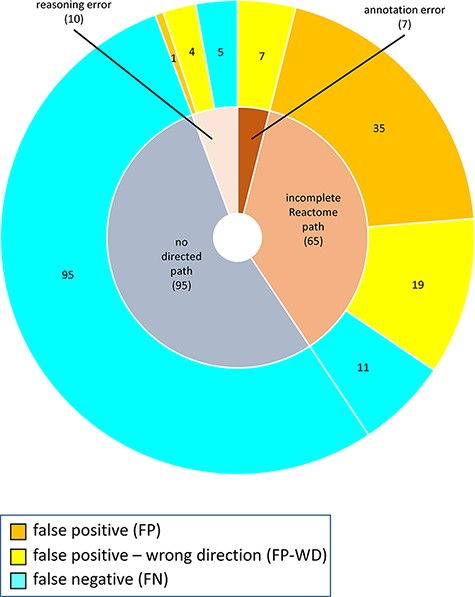 reasoning error
(10)
annotation error
(7)
1
4
5
7
35
incomplete
Reactome
path
(65)
no
directed
path
(95)
95
19
11
false positive (FP)
false positive – wrong direction (FP-WD)
false negative (FN)